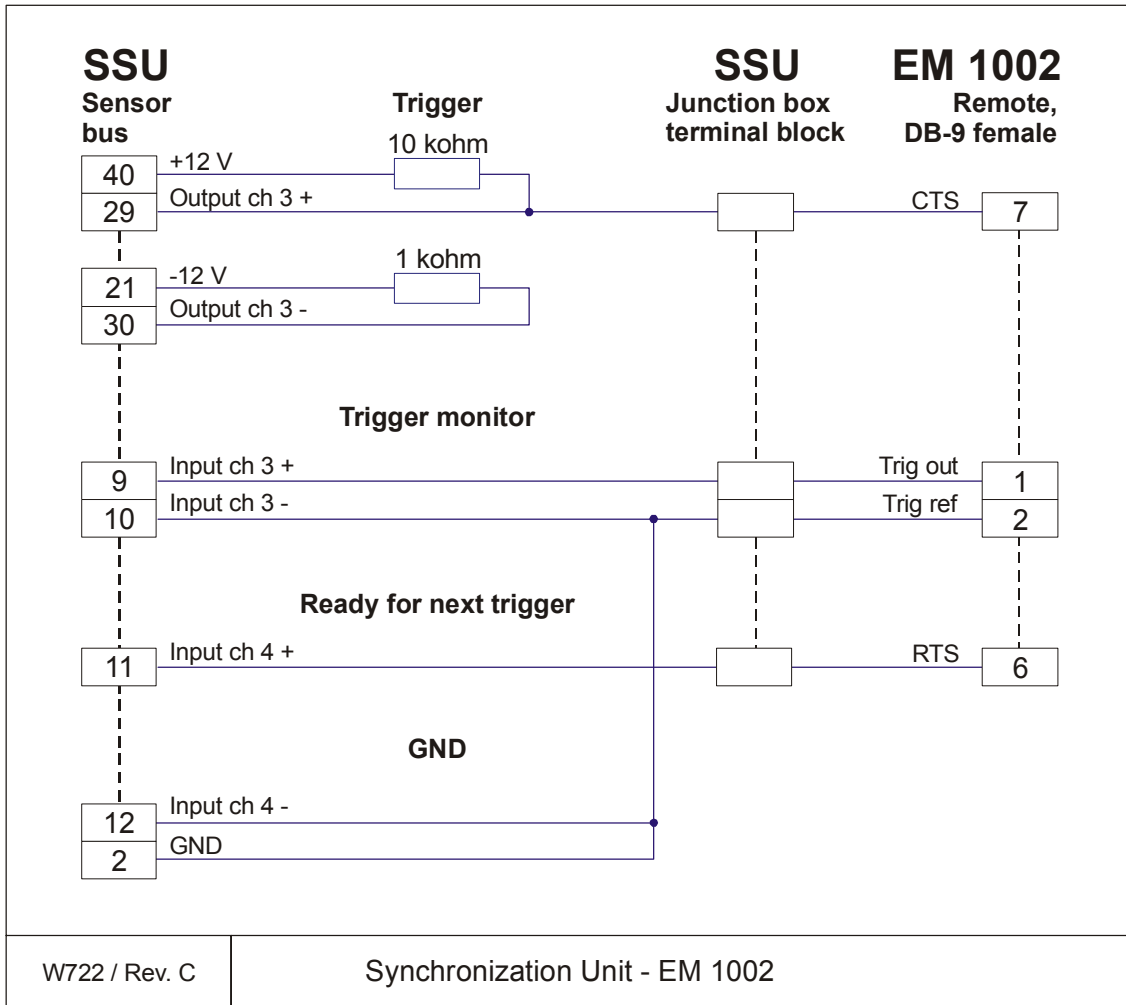 SSU
Sensor
bus
Trigger
SSU
Junction box
terminal block
EM 1002
Remote,
DB-9 female
10 kohm
40
+12 V
29
Output ch 3 +
CTS
7
1 kohm
21
-12 V
30
Output ch 3 -
Trigger monitor
9
Input ch 3 +
Trig out
1
10
Input ch 3 -
Trig ref
2
Ready for next trigger
11
Input ch 4 +
RTS
6
GND
12
Input ch 4 -
2
GND
W722 / Rev. C
Synchronization Unit - EM 1002